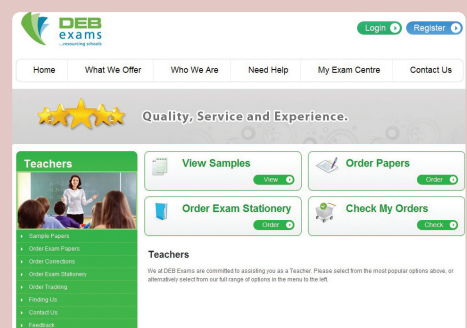 DEB
exams
...resourcing schools
Login
Register
Home
What We Offer
Who We Are
Need Help
My Exam Centre
Contact Us
Quality, Service and Experience.
Teachers
Sample Papers
Order Exam Papers
Order Corrections
Order Exam Stationery
Order Tracking
Finding Us
Contact Us
Feedback
View Samples
View
Order Papers
Order
Order Exam Stationery
Order
Check My Orders
Check
Teachers
We at DEB Exams are committed to assisting you as a Teacher. Please select from the most popular options above, or
alternatively select from our full range of options in the menu to the left.